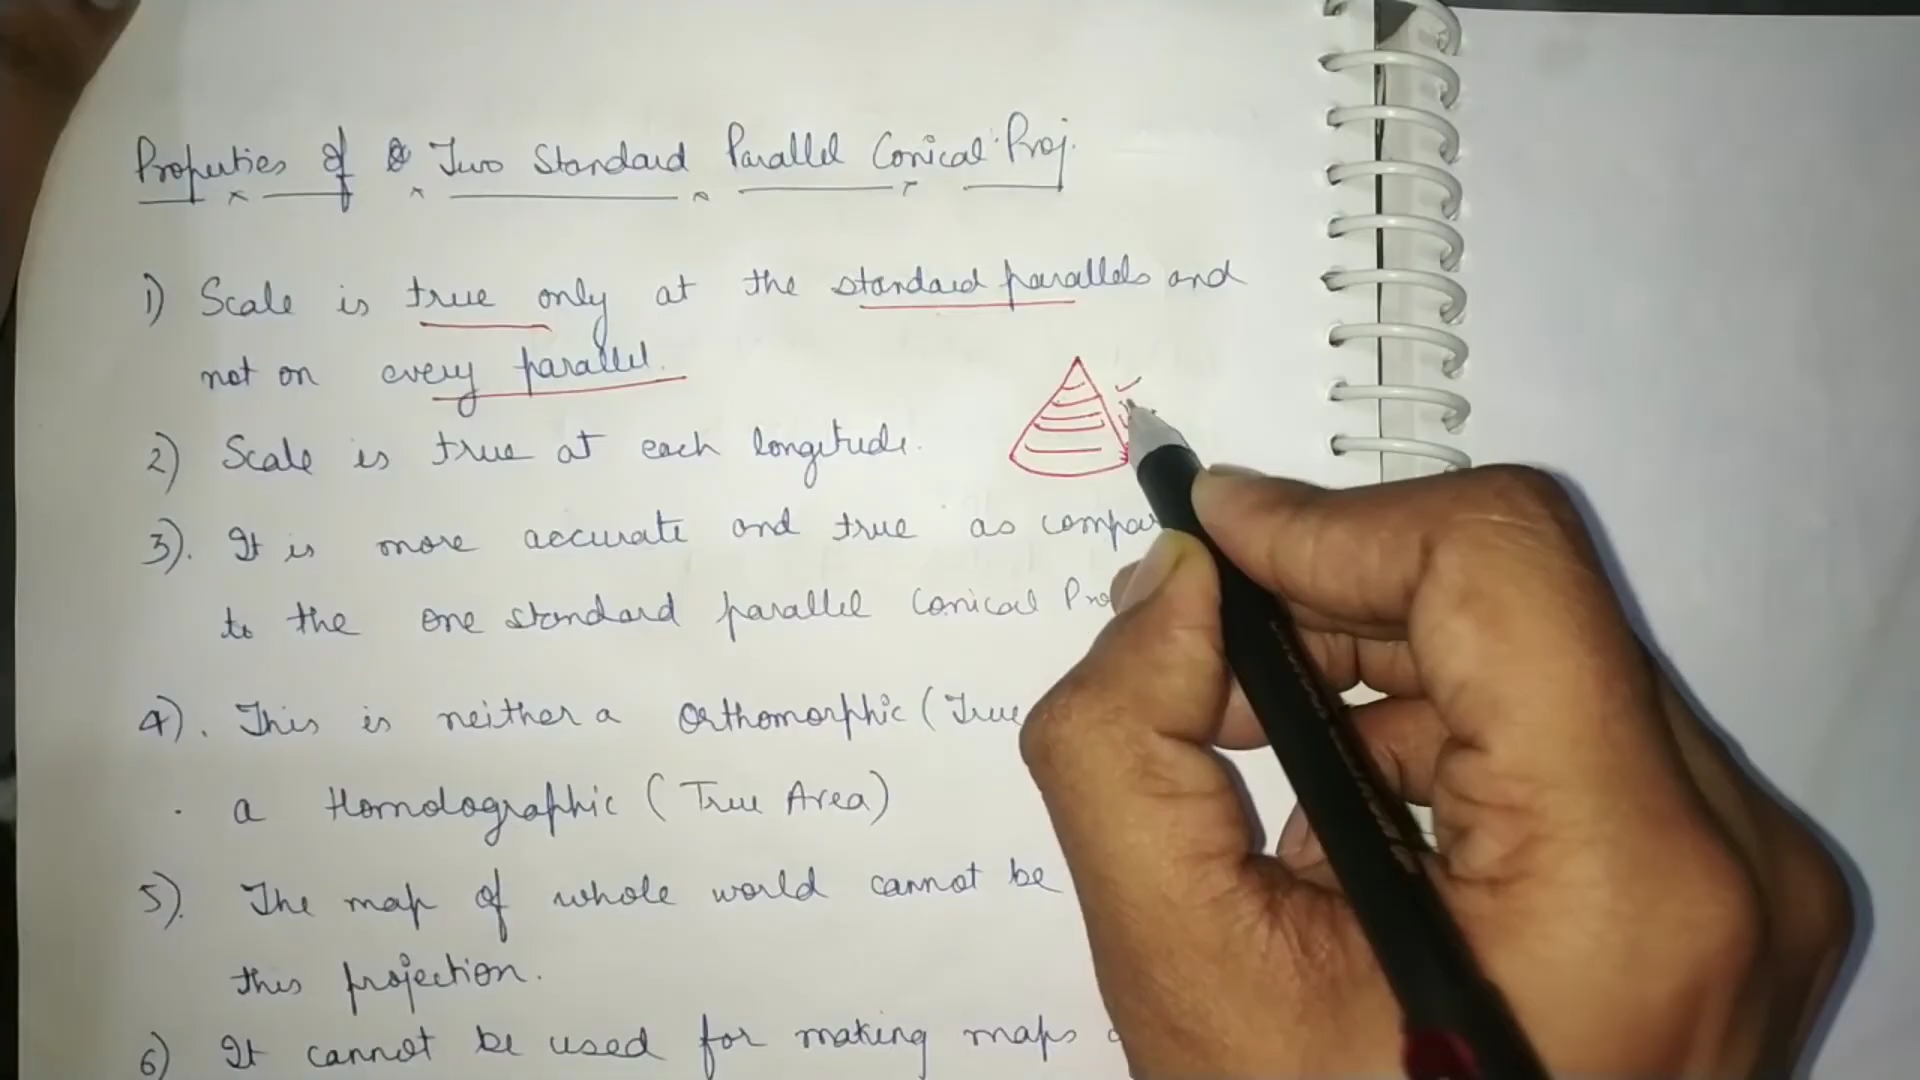 Properties of Two Standard Parallel Conical Proj.
1) Scale is true only at the standard parallels and
not on every parallel.
2) Scale is true at each longitude.
3). It is more accurate and true as compar
to the one standard parallel Conical Pro
4). This is neither a Orthomorphic (True
a Homolographic (True Area)
5). The map of whole world cannot be
this projection.
6) It cannot be used for making maps